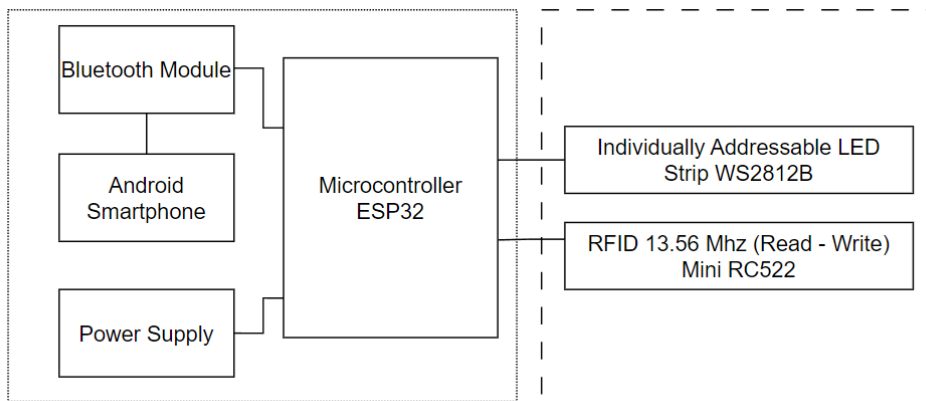 Bluetooth Module
Android
Smartphone
Power Supply
Microcontroller
ESP32
Individually Addressable LED
Strip WS2812B
RFID 13.56 Mhz (Read - Write)
Mini RC522